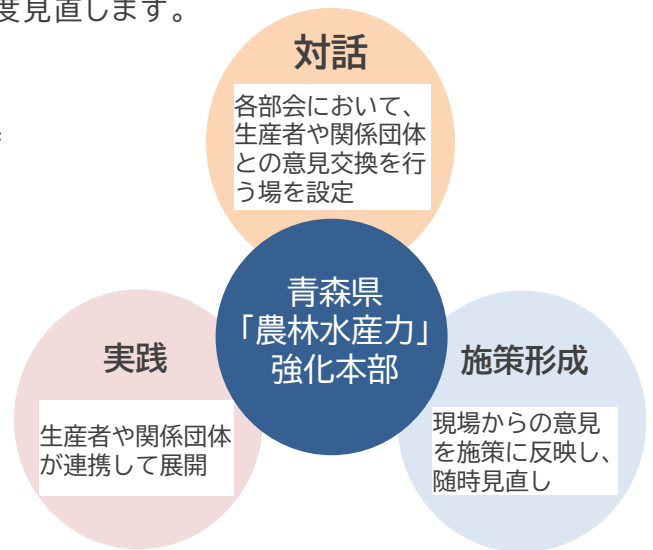 度見直します。
対話
各部会において、
生産者や関係団体
との意見交換を行
う場を設定
青森県
「農林水産力」
強化本部
実践
生産者や関係団体
が連携して展開
施策形成
現場からの意見
を施策に反映し、
随時見直し